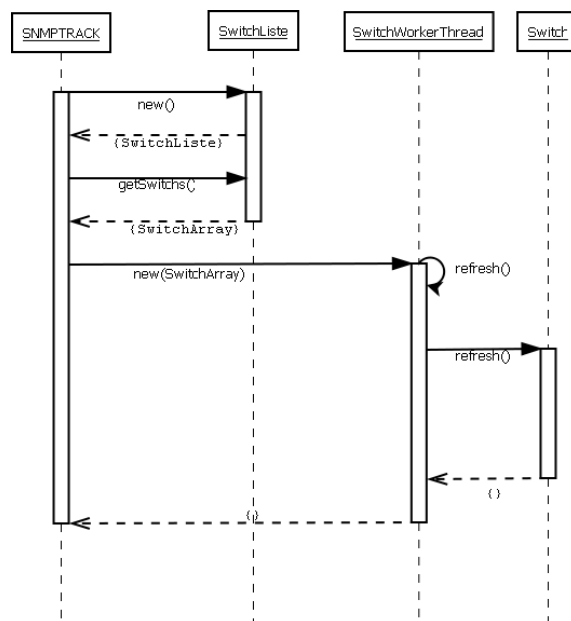 SNMPTRACK
SwitchListe
SwitchWorkerThread
Switch
new()
{SwitchListe}
getSwitchs()
{SwitchArray}
new(SwitchArray)
refresh()
refresh()
{}
{}